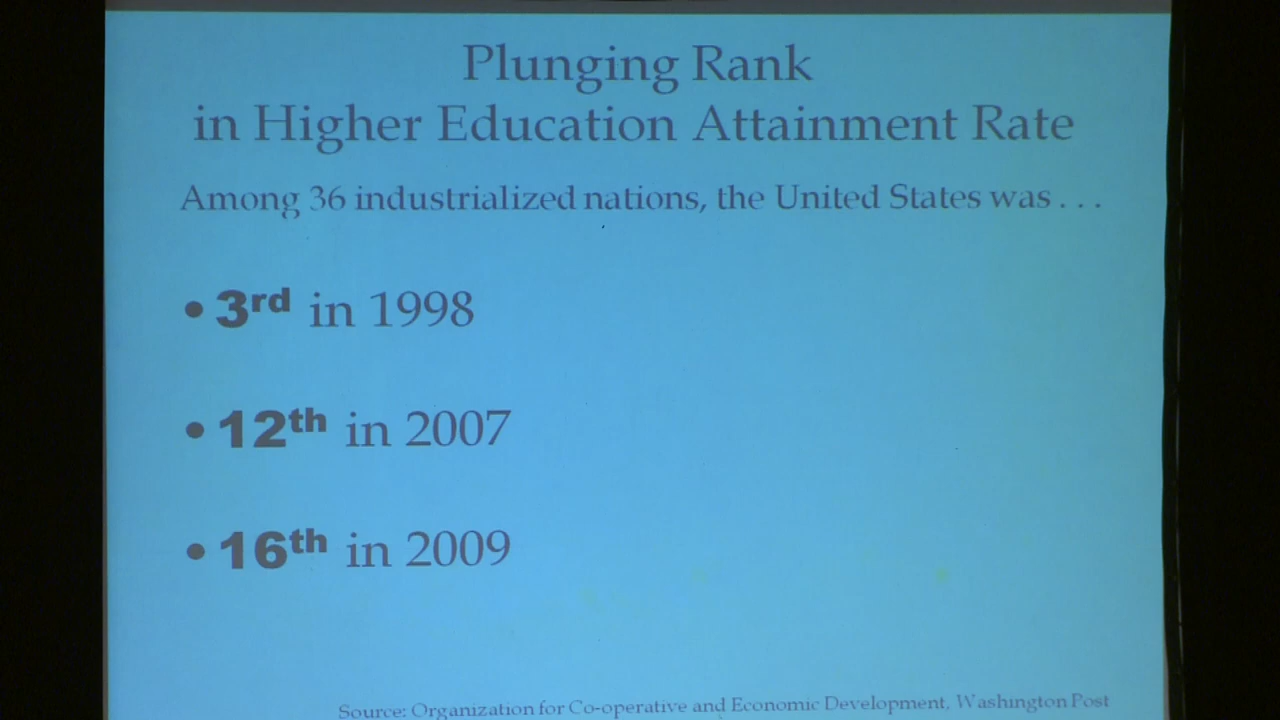 Plunging Rank
in Higher Education Attainment Rate
Among 36 industrialized nations, the United States was . . .
• 3rd in 1998
• 12th in 2007
• 16th in 2009
Source: Organization for Co-operative and Economic Development, Washington Post